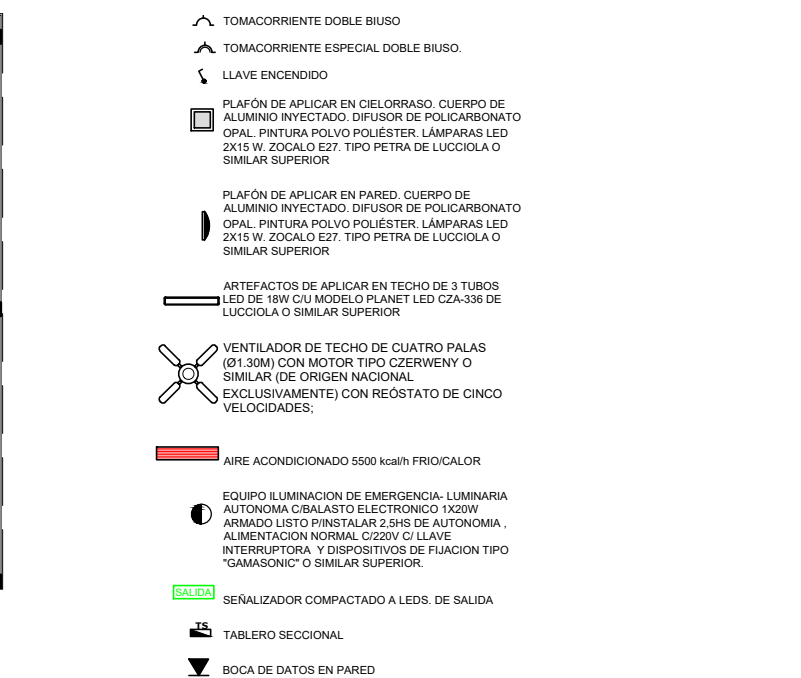 TOMACORRIENTE DOBLE BIUSO
TOMACORRIENTE ESPECIAL DOBLE BIUSO.
LLAVE ENCENDIDO
PLAFÓN DE APLICAR EN CIELORRASO. CUERPO DE
ALUMINIO INYECTADO. DIFUSOR DE POLICARBONATO
OPAL. PINTURA POLVO POLIÉSTER. LÁMPARAS LED
2X15 W. ZOCALO E27. TIPO PETRA DE LUCCIOLA O
SIMILAR SUPERIOR
PLAFÓN DE APLICAR EN PARED. CUERPO DE
ALUMINIO INYECTADO. DIFUSOR DE POLICARBONATO
OPAL. PINTURA POLVO POLIÉSTER. LÁMPARAS LED
2X15 W. ZOCALO E27. TIPO PETRA DE LUCCIOLA O
SIMILAR SUPERIOR
ARTEFACTOS DE APLICAR EN TECHO DE 3 TUBOS
LED DE 18W C/U MODELO PLANET LED CZA-336 DE
LUCCIOLA O SIMILAR SUPERIOR
VENTILADOR DE TECHO DE CUATRO PALAS
(Ø1.30M) CON MOTOR TIPO CZERWENY O
SIMILAR (DE ORIGEN NACIONAL
EXCLUSIVAMENTE) CON REÓSTATO DE CINCO
VELOCIDADES;
AIRE ACONDICIONADO 5500 kcal/h FRIO/CALOR
EQUIPO ILUMINACION DE EMERGENCIA- LUMINARIA
AUTONOMA C/BALASTO ELECTRONICO 1X20W
ARMADO LISTO P/INSTALAR 2,5HS DE AUTONOMIA ,
ALIMENTACION NORMAL C/220V C/ LLAVE
INTERRUPTORA Y DISPOSITIVOS DE FIJACION TIPO
"GAMASONIC" O SIMILAR SUPERIOR.
SALIDA SEÑALIZADOR COMPACTADO A LEDS. DE SALIDA
TS TABLERO SECCIONAL
BOCA DE DATOS EN PARED